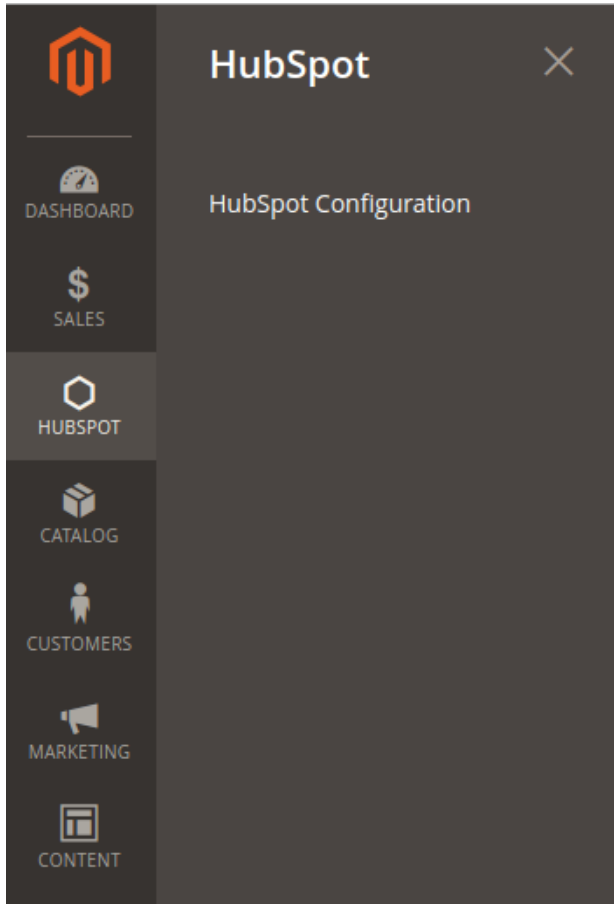 HubSpot
HubSpot Configuration
DASHBOARD
$
SALES
HUBSPOT
CATALOG
CUSTOMERS
MARKETING
CONTENT